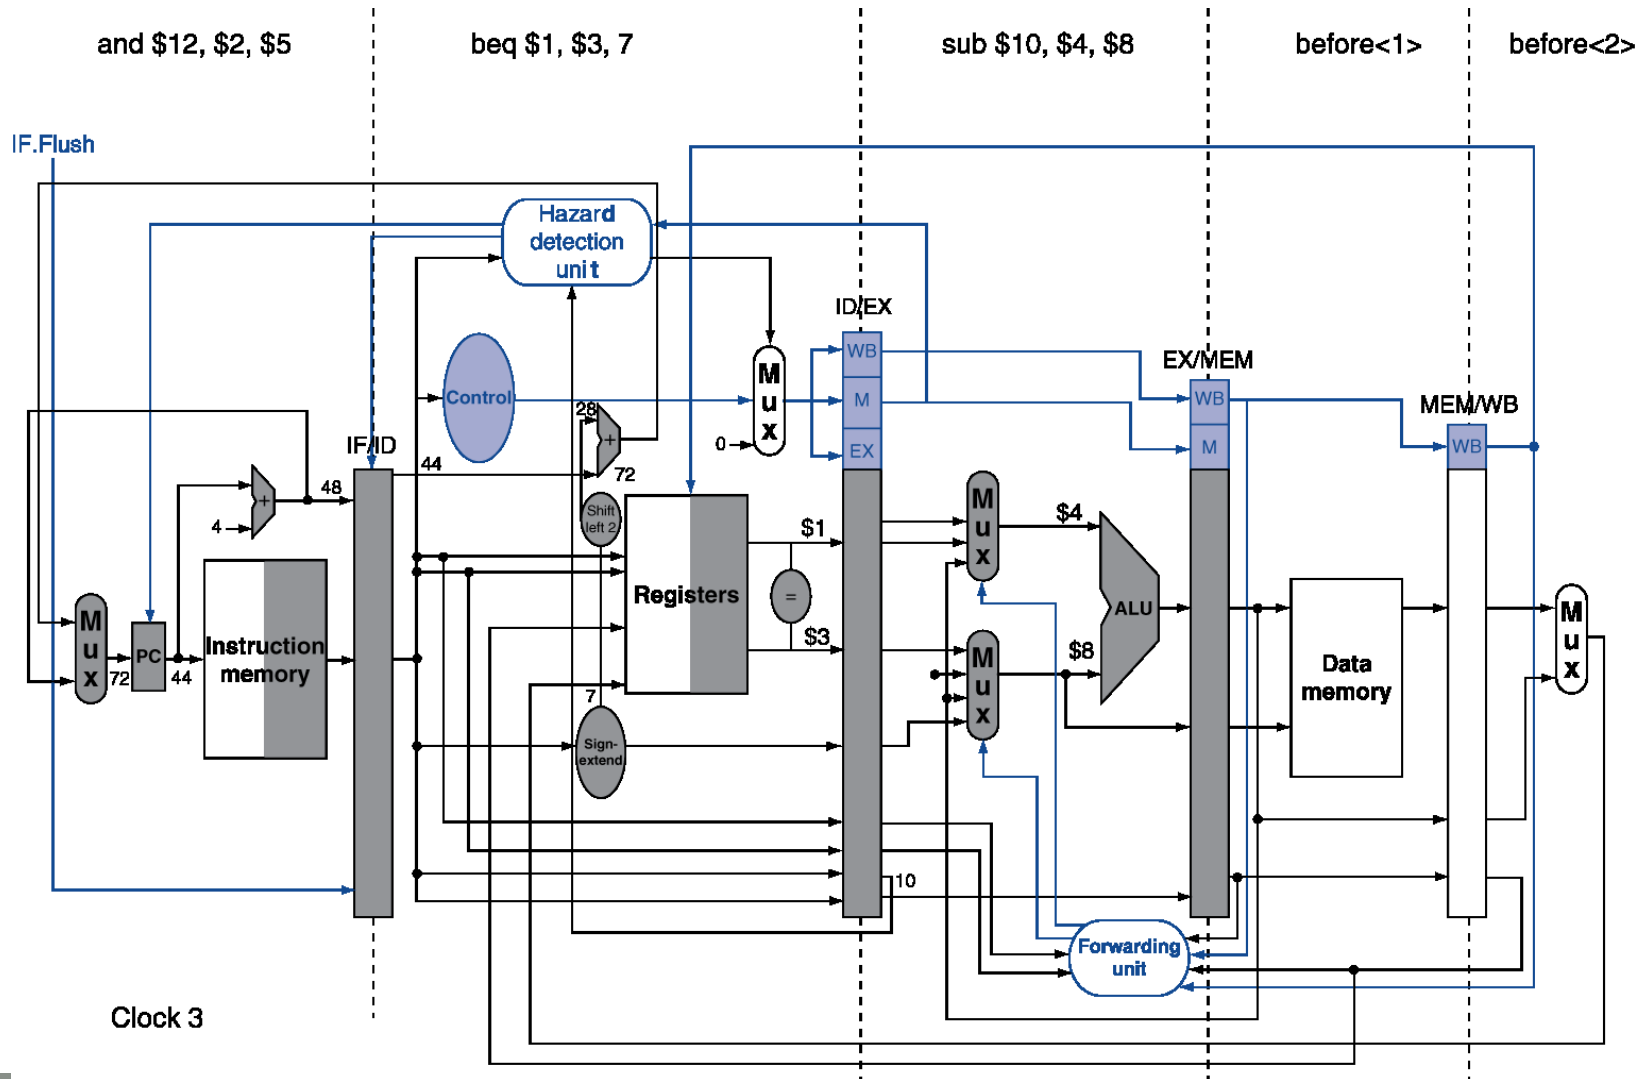 and $12, $2, $5
beq $1, $3, 7
sub $10, $4, $8
before<1>
before<2>
IF.Flush
Hazard
detection
unit
ID/EX
WB
M
EX
Control
M
u
x
0
EX/MEM
WB
M
MEM/WB
WB
IF/ID
28
+
44
72
48
+
4
Shift
left 2
M
u
x
$4
$1
Registers
=
$3
ALU
M
u
x
72
PC
44
Instruction
memory
M
u
x
$8
Data
memory
M
u
x
7
Sign-
extend
10
Forwarding
unit
Clock 3